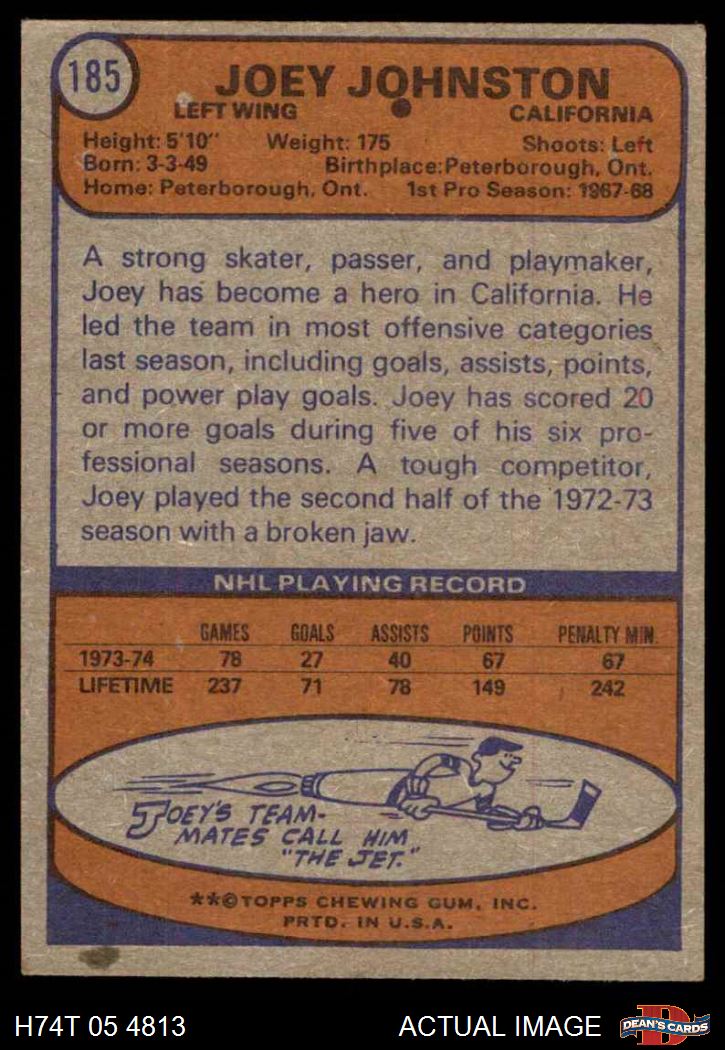 185
JOEY JOHNSTON
LEFT WING CALIFORNIA
Height: 5'10" Weight: 175 Shoots: Left
Born: 3-3-49 Birthplace: Peterborough, Ont.
Home: Peterborough, Ont. 1st Pro Season: 1967-68
A strong skater, passer, and playmaker,
Joey has become a hero in California. He
led the team in most offensive categories
last season, including goals, assists, points,
and power play goals. Joey has scored 20
or more goals during five of his six pro-
fessional seasons. A tough competitor,
Joey played the second half of the 1972-73
season with a broken jaw.
NHL PLAYING RECORD
GAMES GOALS ASSISTS POINTS PENALTY MIN.
1973-74 78 27 40 67 67
LIFETIME 237 71 78 149 242
JOEY'S TEAM-
MATES CALL HIM
"THE JET."
**©TOPPS CHEWING GUM, INC.
PRTD. IN U.S.A.
H74T 05 4813 ACTUAL IMAGE D DEAN'S CARDS